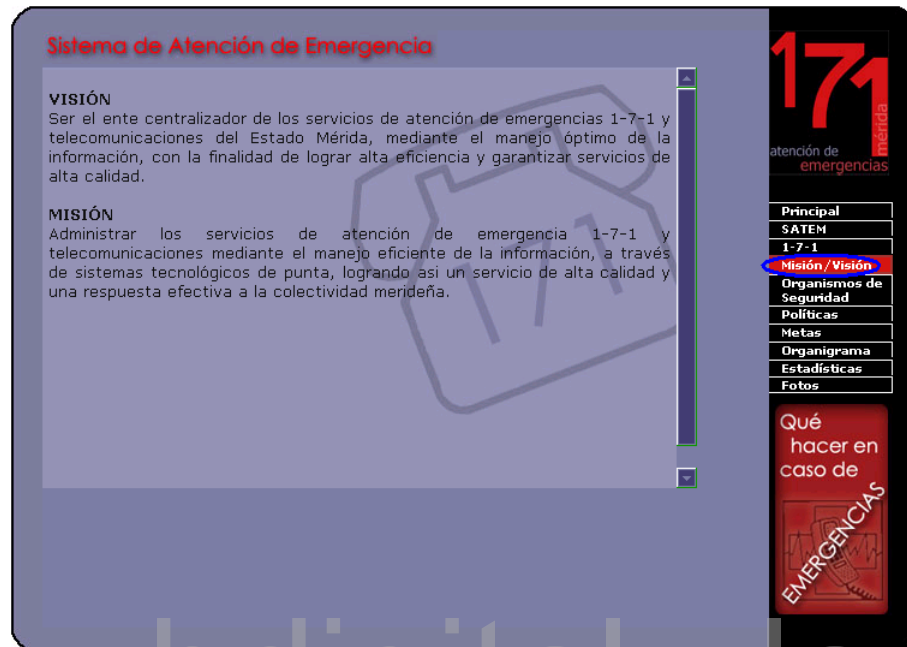 Sistema de Atención de Emergencia
VISIÓN
Ser el ente centralizador de los servicios de atención de emergencias 1-7-1 y
telecomunicaciones del Estado Mérida, mediante el manejo óptimo de la
información, con la finalidad de lograr alta eficiencia y garantizar servicios de
alta calidad.
MISIÓN
Administrar los servicios de atención de emergencia 1-7-1 y
telecomunicaciones mediante el manejo eficiente de la información, a través
de sistemas tecnológicos de punta, logrando asi un servicio de alta calidad y
una respuesta efectiva a la colectividad merideña.
171
171
mérida
atención de
emergencias
Principal
SATEM
1-7-1
Misión/Visión
Organismos de
Seguridad
Políticas
Metas
Organigrama
Estadísticas
Fotos
Qué
hacer en
caso de
EMERGENCIAS